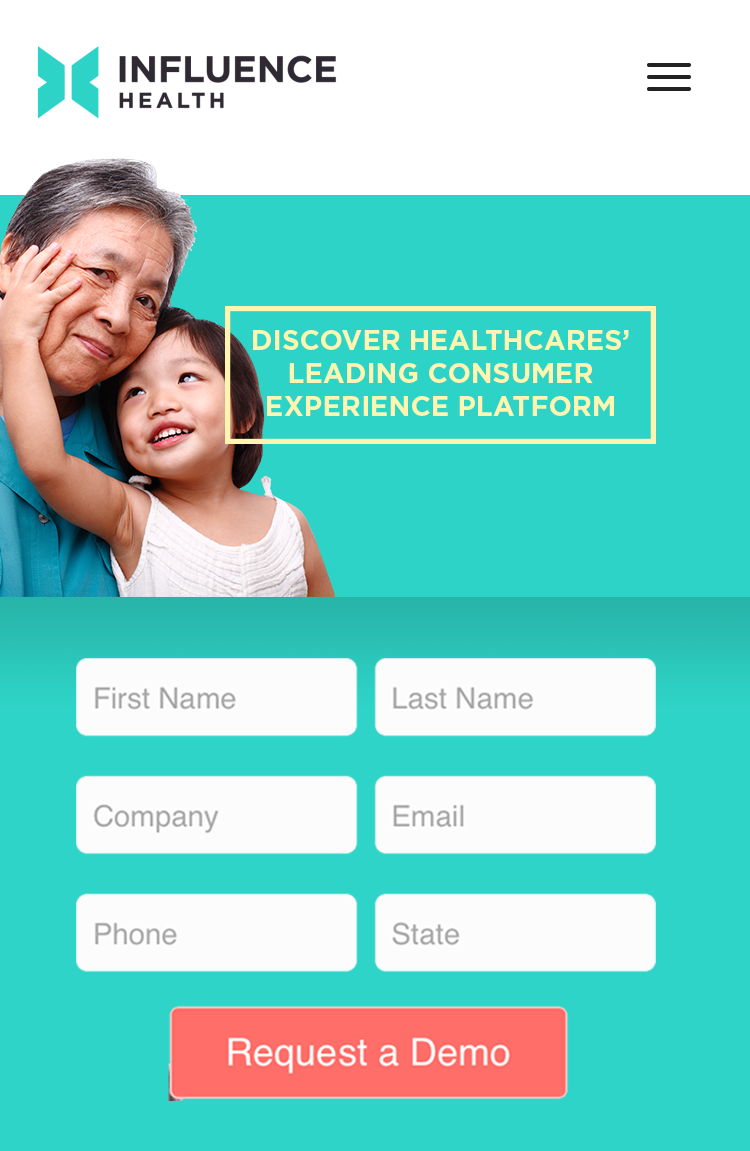 INFLUENCE
HEALTH
DISCOVER HEALTHCARES’
LEADING CONSUMER
EXPERIENCE PLATFORM
First Name
Last Name
Company
Email
Phone
State
Request a Demo